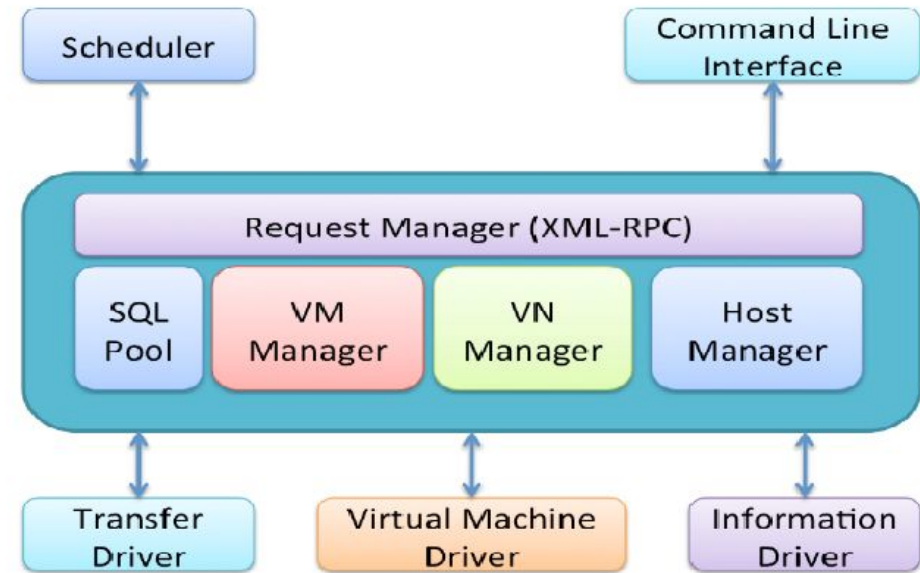 Scheduler
Command Line
Interface
Request Manager (XML-RPC)
SQL
Pool
VM
Manager
VN
Manager
Host
Manager
Transfer
Driver
Virtual Machine
Driver
Information
Driver